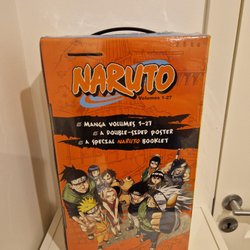 NARUTO
Volumes 1-27
MANGA VOLUMES 1-27
A DOUBLE-SIDED POSTER
A SPECIAL NARUTO BOOKLET